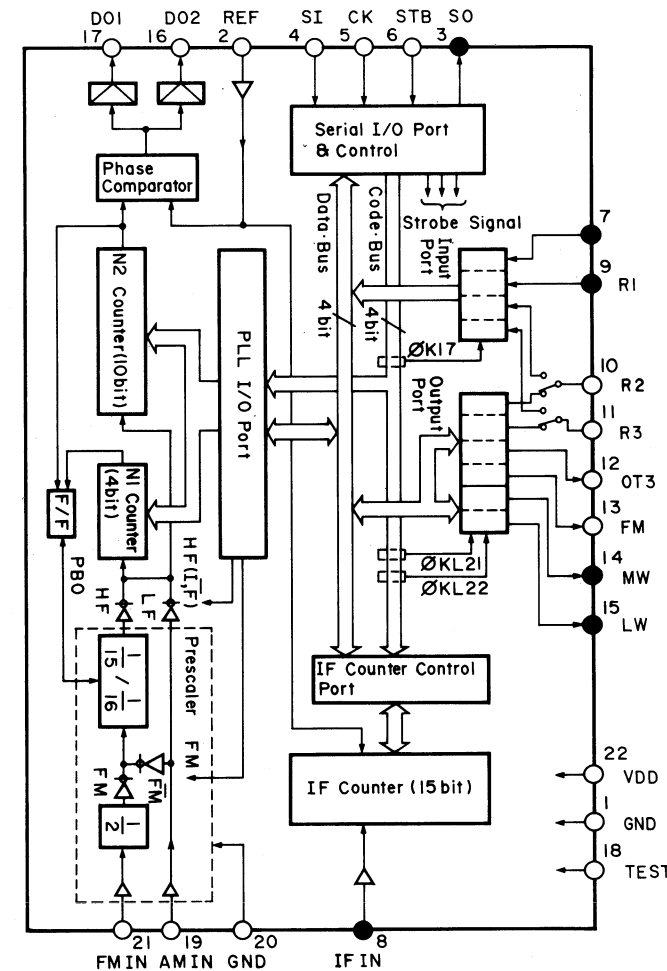 DO1 DO2 REF SI CK STB SO
17 16 2 4 5 6 3
Serial I/O Port
& Control
Phase
Comparator
Strobe Signal
Data·Bus
Code·Bus
4 bit
4 bit
Input
Port
7
9
R1
N2 Counter (10bit)
PLL I/O Port
ØK17
10
R2
Output
Port
11
R3
12
OT3
N1 Counter
(4bit)
F/F
13
FM
PBO
HF
LF
HF(I,F̅)
ØKL21
ØKL22
14
MW
15
LW
1/15 / 1/16
Prescaler
IF Counter Control
Port
FM
FM
F̅M̅
1/2
IF Counter (15bit)
22
VDD
1
GND
18
TEST
21 19 20 8
FMIN AMIN GND IFIN